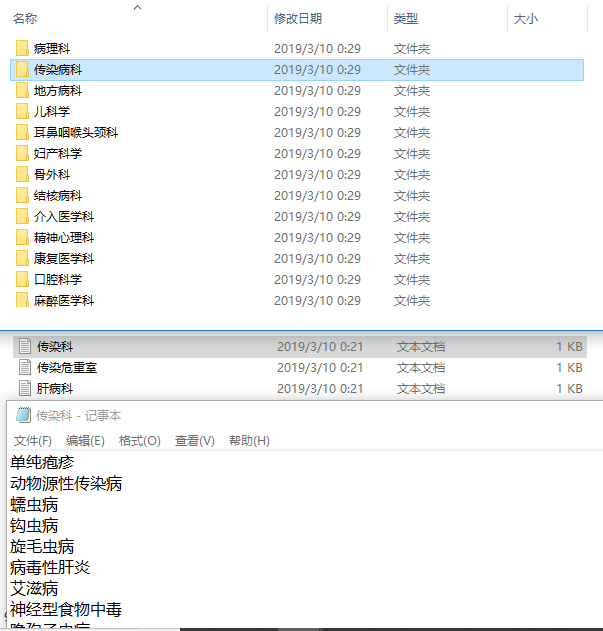 名称 修改日期 类型 大小
病理科 2019/3/10 0:29 文件夹
传染病科 2019/3/10 0:29 文件夹
地方病科 2019/3/10 0:29 文件夹
儿科学 2019/3/10 0:29 文件夹
耳鼻咽喉头颈科 2019/3/10 0:29 文件夹
妇产科学 2019/3/10 0:29 文件夹
骨外科 2019/3/10 0:29 文件夹
结核病科 2019/3/10 0:29 文件夹
介入医学科 2019/3/10 0:29 文件夹
精神心理科 2019/3/10 0:29 文件夹
康复医学科 2019/3/10 0:29 文件夹
口腔科学 2019/3/10 0:29 文件夹
麻醉医学科 2019/3/10 0:29 文件夹
传染科 2019/3/10 0:21 文本文档 1 KB
传染危重室 2019/3/10 0:21 文本文档 1 KB
肝病科 2019/3/10 0:21 文本文档 1 KB
传染科 - 记事本
文件(F) 编辑(E) 格式(O) 查看(V) 帮助(H)
单纯疱疹
动物源性传染病
蠕虫病
钩虫病
旋毛虫病
病毒性肝炎
艾滋病
神经型食物中毒